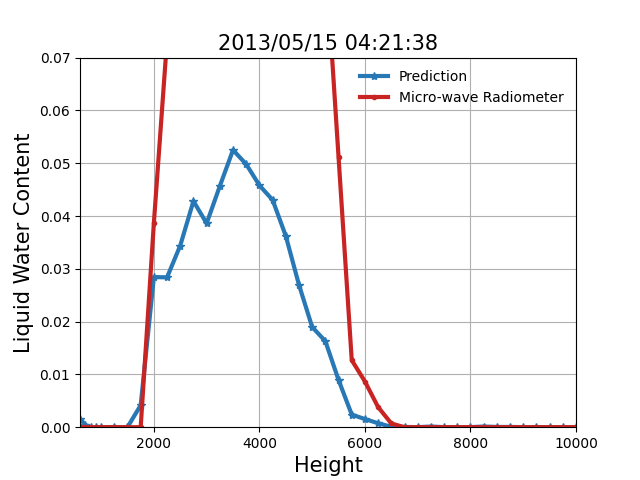 2013/05/15 04:21:38
Liquid Water Content
0.07
0.06
0.05
0.04
0.03
0.02
0.01
0.00
Prediction
Micro-wave Radiometer
2000 4000 6000 8000 10000
Height